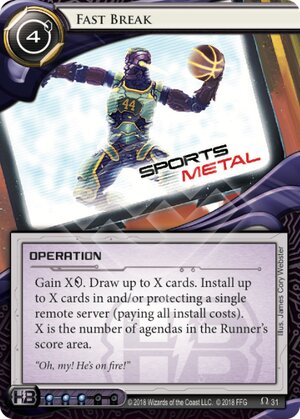 FAST BREAK
4
44
SPORTS
METAL
OPERATION
Gain X. Draw up to X cards. Install up
to X cards in and/or protecting a single
remote server (paying all install costs).
X is the number of agendas in the Runner's
score area.
"Oh, my! He's on fire!"
Illus. James Cory Webster
HB
© 2018 Wizards of the Coast LLC. © 2018 FFG
Ω 31